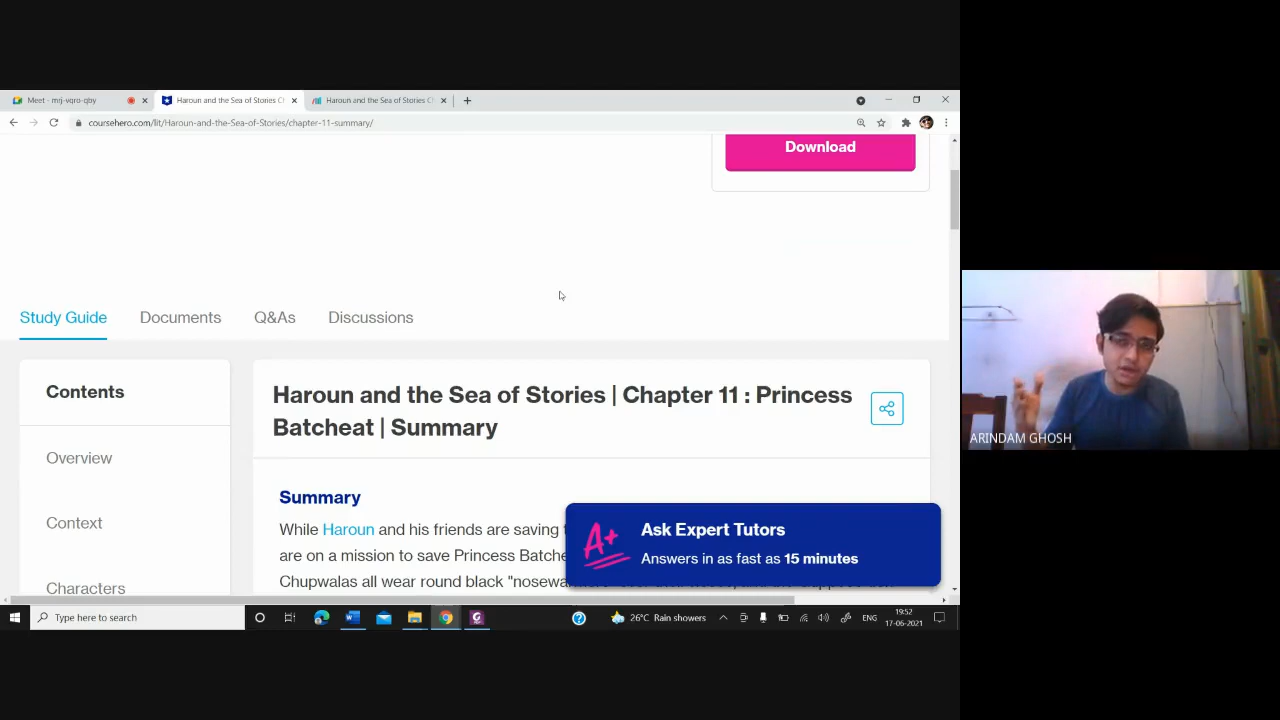 Meet - mrj-vqro-qby
Haroun and the Sea of Stories C
Haroun and the Sea of Stories C
coursehero.com/lit/Haroun-and-the-Sea-of-Stories/chapter-11-summary/
Download
Study Guide
Documents
Q&As
Discussions
Contents
Overview
Context
Characters
Haroun and the Sea of Stories | Chapter 11 : Princess
Batcheat | Summary
Summary
While Haroun and his friends are saving
are on a mission to save Princess Batche
Chupwalas all wear round black
A+
Ask Expert Tutors
Answers in as fast as 15 minutes
ARINDAM GHOSH
Type here to search
26°C Rain showers
ENG
19:52
17-06-2021